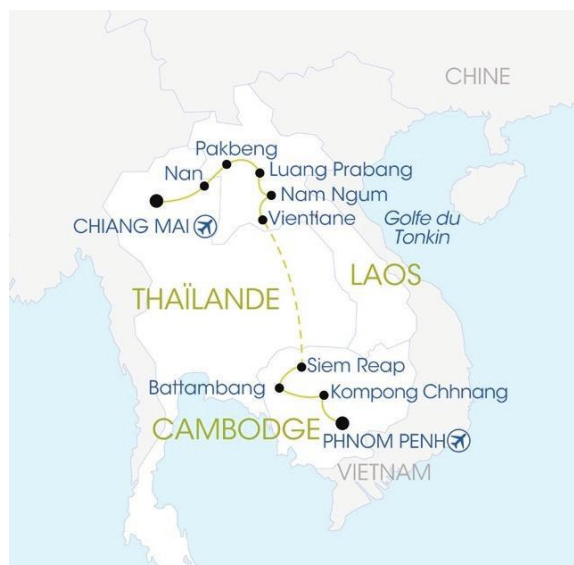 CHINE
Pakbeng
Luang Prabang
Nan
Nam Ngum
CHIANG MAI
Vientiane
Golfe du
Tonkin
LAOS
THAÏLANDE
Siem Reap
Battambang
Kompong Chhnang
CAMBODGE
PHNOM PENH
VIETNAM